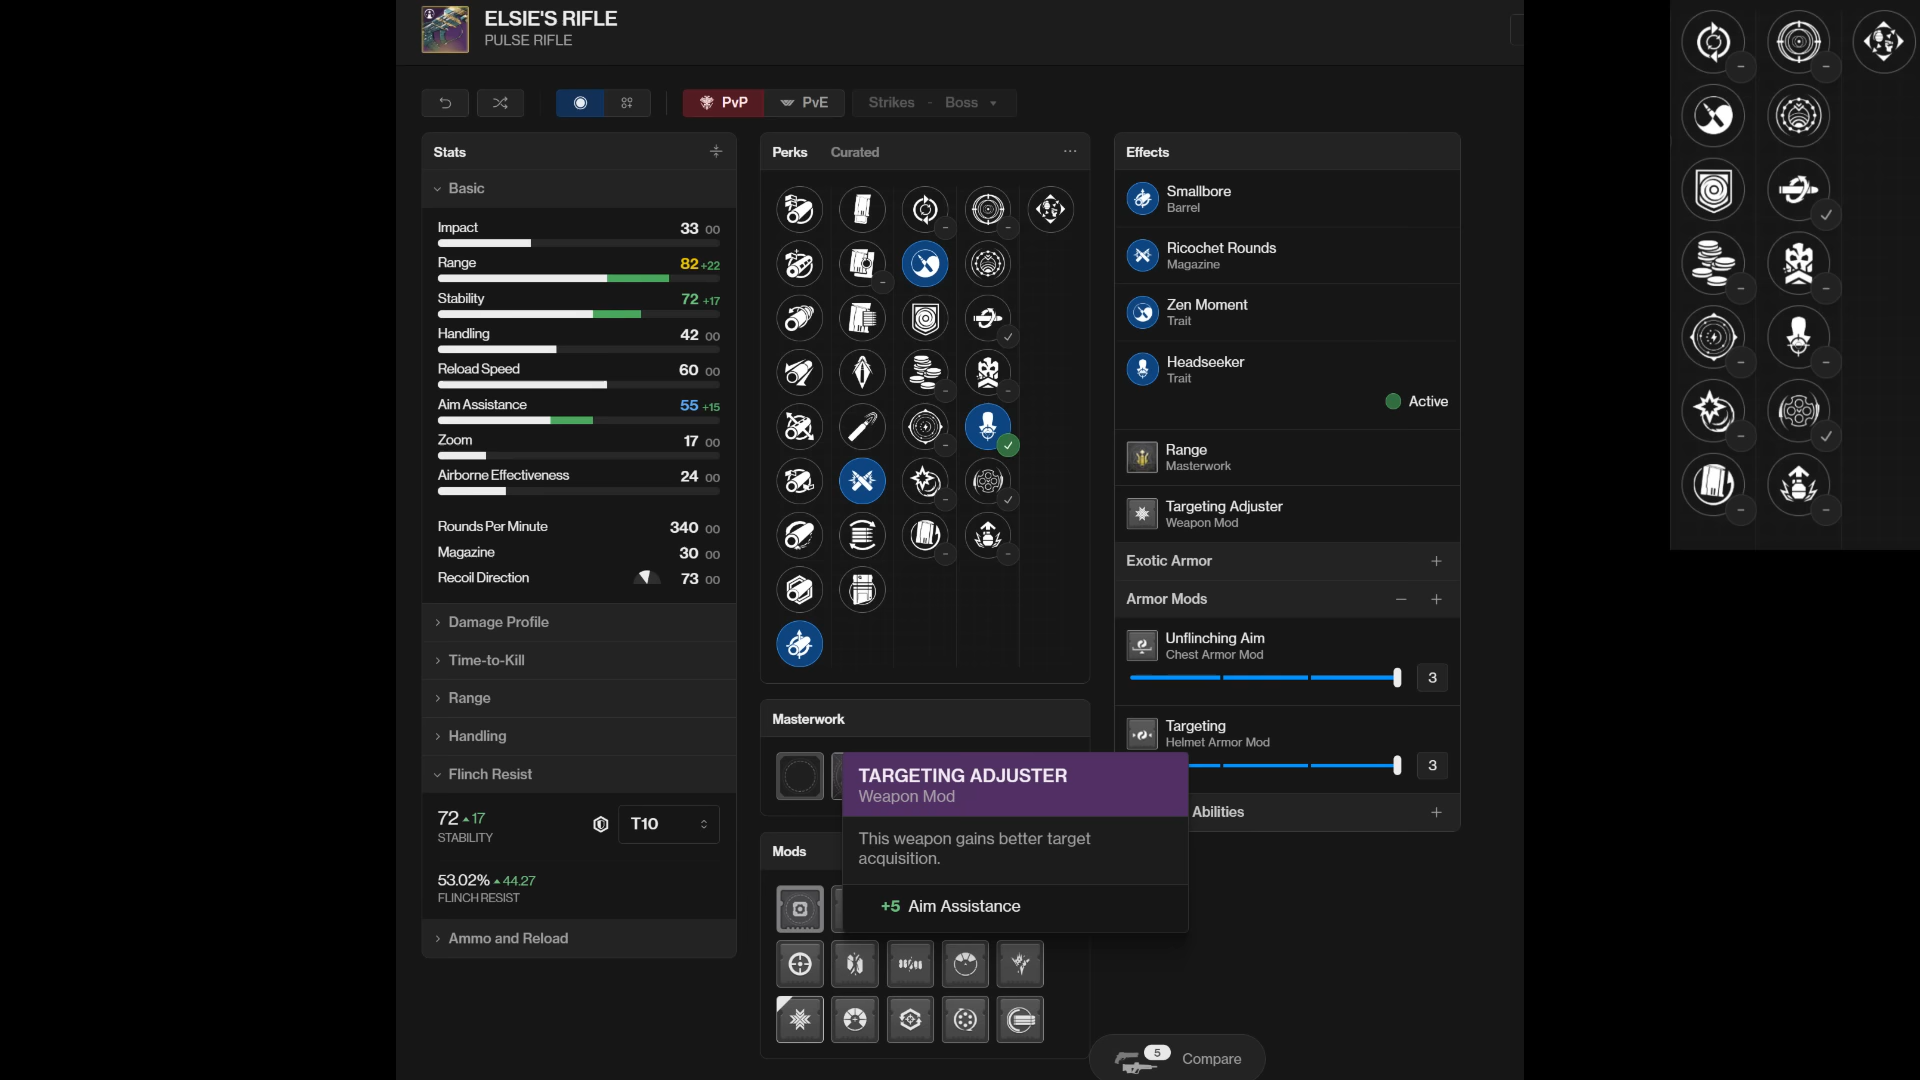 ELSIE'S RIFLE
PULSE RIFLE
PvP
PvE
Strikes - Boss
Stats
Basic
Impact 33 00
Range 82 +22
Stability 72 +17
Handling 42 00
Reload Speed 60 00
Aim Assistance 55 +15
Zoom 17 00
Airborne Effectiveness 24 00
Rounds Per Minute 340 00
Magazine 30 00
Recoil Direction 73 00
Damage Profile
Time-to-Kill
Range
Handling
Flinch Resist
72 17
STABILITY
T10
53.02% 44.27
FLINCH RESIST
Ammo and Reload
Perks Curated
Masterwork
Mods
TARGETING ADJUSTER
Weapon Mod
This weapon gains better target
acquisition.
+5 Aim Assistance
Effects
Smallbore
Barrel
Ricochet Rounds
Magazine
Zen Moment
Trait
Headseeker
Trait
Active
Range
Masterwork
Targeting Adjuster
Weapon Mod
Exotic Armor
Armor Mods
Unflinching Aim
Chest Armor Mod
3
Targeting
Helmet Armor Mod
3
Abilities
5 Compare